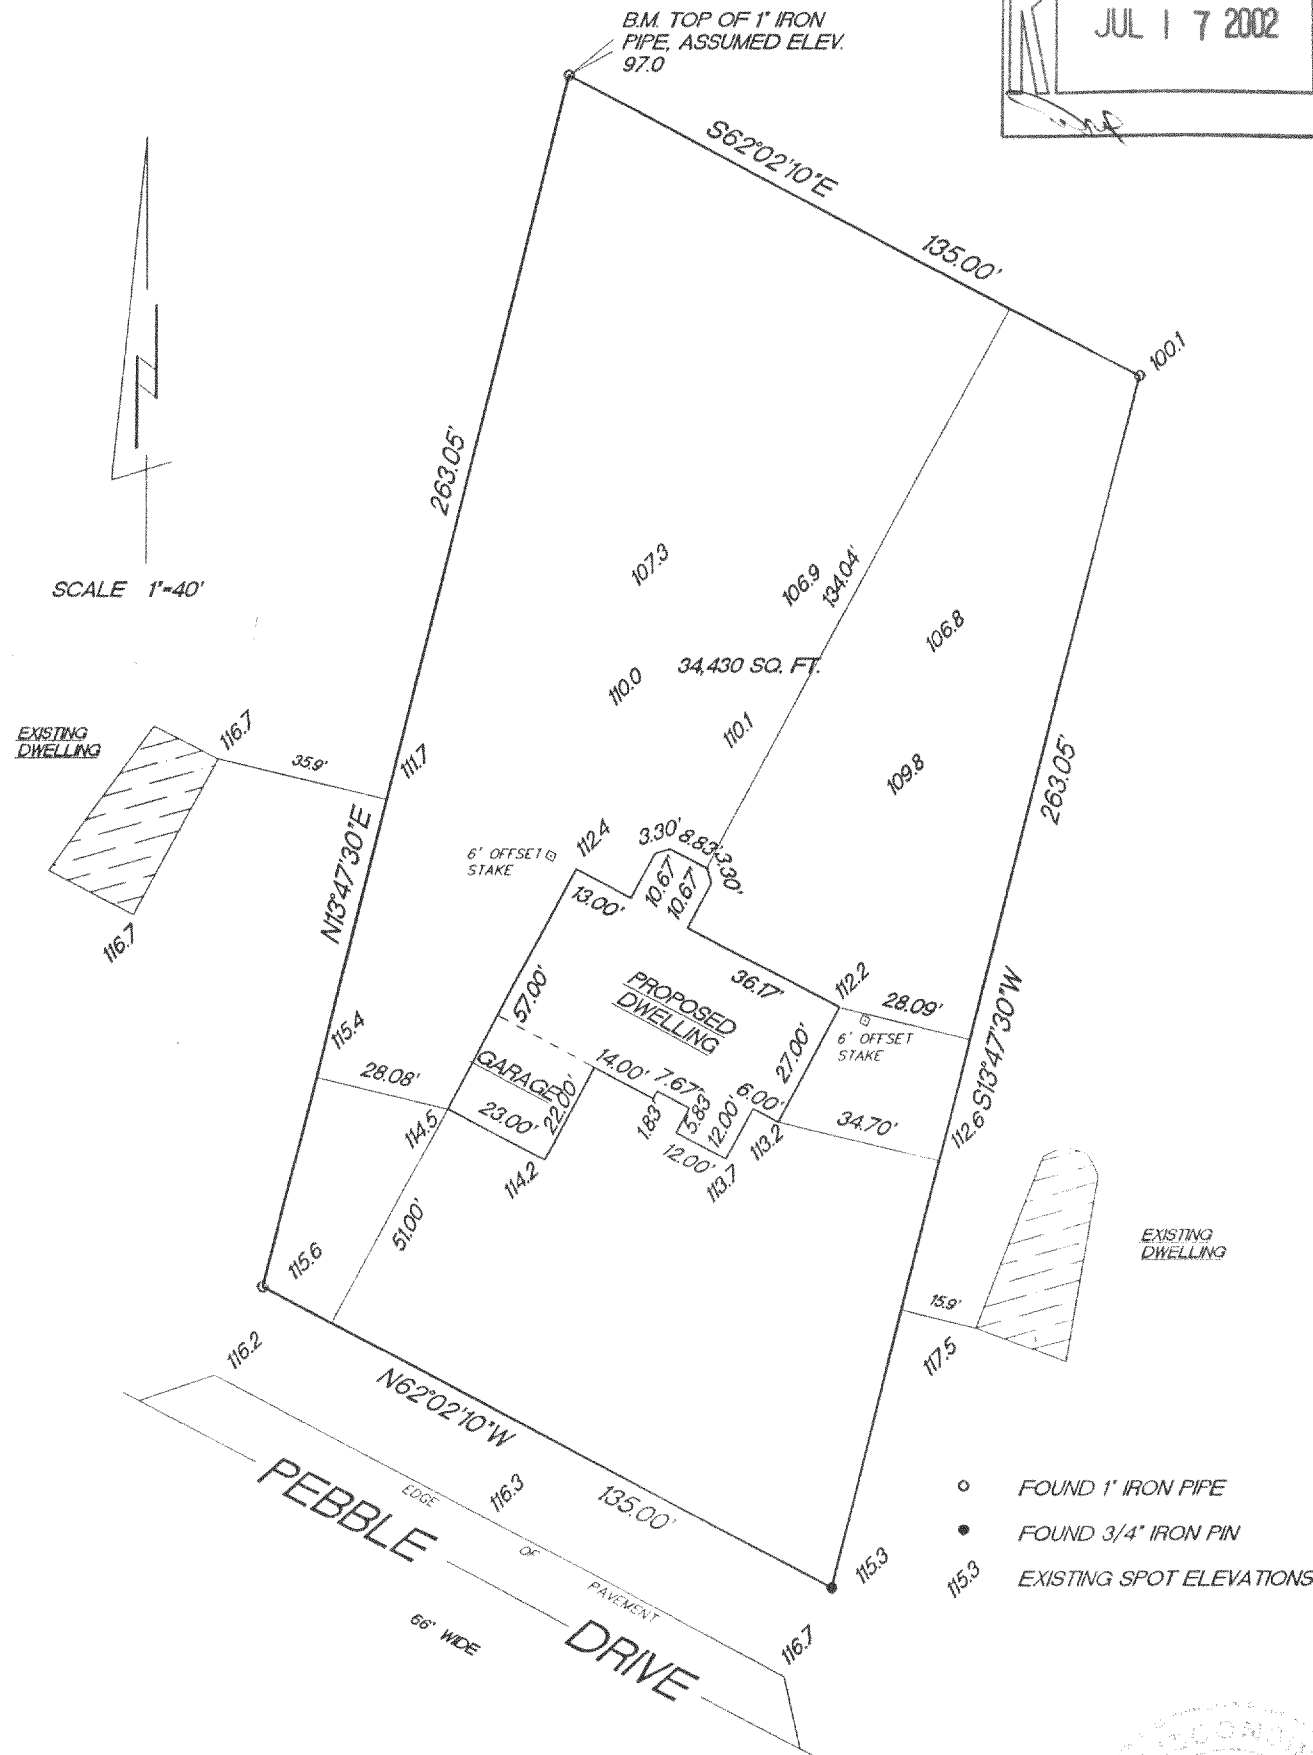 B.M. TOP OF 1" IRON
PIPE, ASSUMED ELEV.
97.0
JUL 17 2002
S62°02'10"E
135.00'
100.1
263.05'
SCALE 1"=40'
107.3
106.9
134.04'
106.8
34,430 SQ. FT.
110.0
110.1
109.8
263.05'
EXISTING
DWELLING
116.7
35.9'
111.7
116.7
N13°47'30"E
6' OFFSET
STAKE
112.4
3.30'
8.83'
3.30'
10.67'
10.67'
13.00'
57.00'
PROPOSED
DWELLING
36.17'
112.2
28.09'
6' OFFSET
STAKE
S13°47'30"W
27.00'
115.4
28.08'
GARAGE
14.00'
7.67'
6.00'
114.5
23.00'
22.00'
1.83'
5.83'
12.00'
12.00'
34.70'
112.6
113.2
113.7
114.2
51.00'
115.6
EXISTING
DWELLING
15.9'
117.5
116.2
N62°02'10"W
135.00'
116.3
115.3
116.7
EDGE
OF
PAVEMENT
PEBBLE
DRIVE
66' WIDE
FOUND 1" IRON PIPE
FOUND 3/4" IRON PIN
115.3 EXISTING SPOT ELEVATIONS